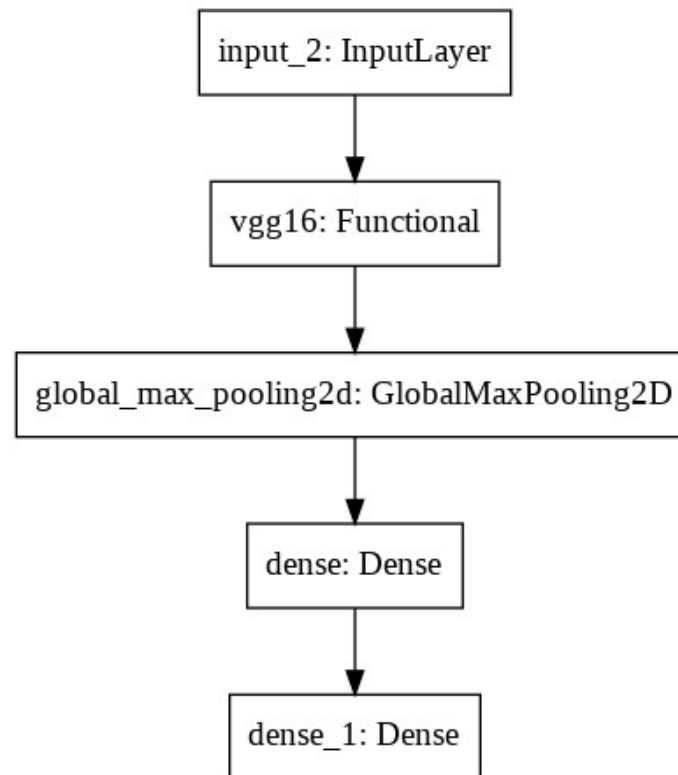 input_2: InputLayer
vgg16: Functional
global_max_pooling2d: GlobalMaxPooling2D
dense: Dense
dense_1: Dense